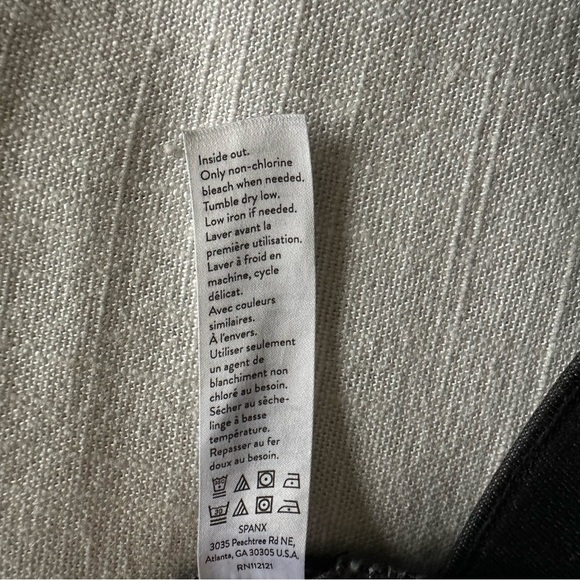 Inside out.
Only non-chlorine
bleach when needed.
Tumble dry low.
Low iron if needed.
Laver avant la
première utilisation.
Laver à froid en
machine, cycle
délicat.
Avec couleurs
similaires.
À l'envers.
Utiliser seulement
un agent de
blanchiment non
chloré au besoin.
Sécher au sèche-
linge à basse
température.
Repasser au fer
doux au besoin.
SPANX
3035 Peachtree Rd NE,
Atlanta, GA 30305 U.S.A.
RN112121